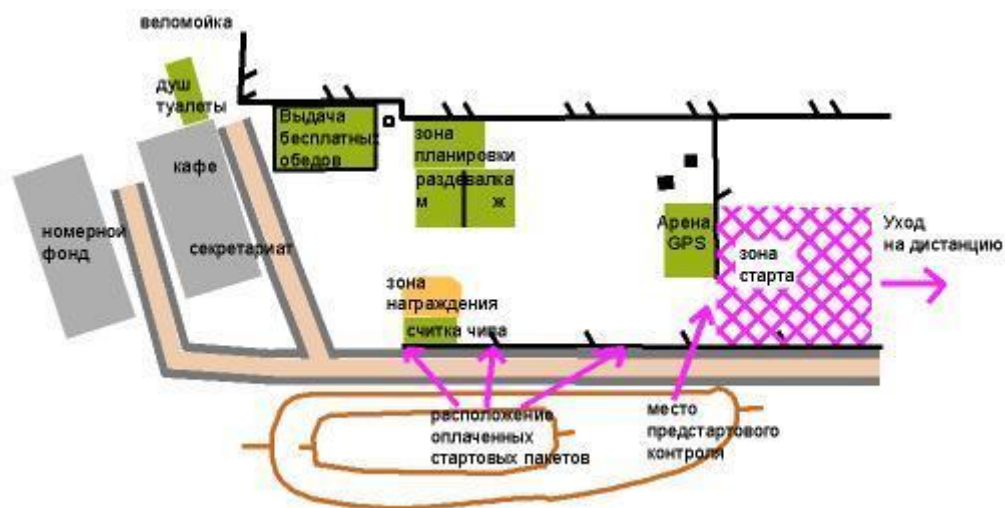 веломойка
душ
туалеты
Выдача
бесплатных
обедов
зона
планировки
раздевалка
м ж
кафе
номерной
фонд
секретариат
Арена
GPS
зона
старта
Уход
на дистанцию
зона
награждения
считка чипа
расположение
оплаченных
стартовых пакетов
место
предстартового
контроля